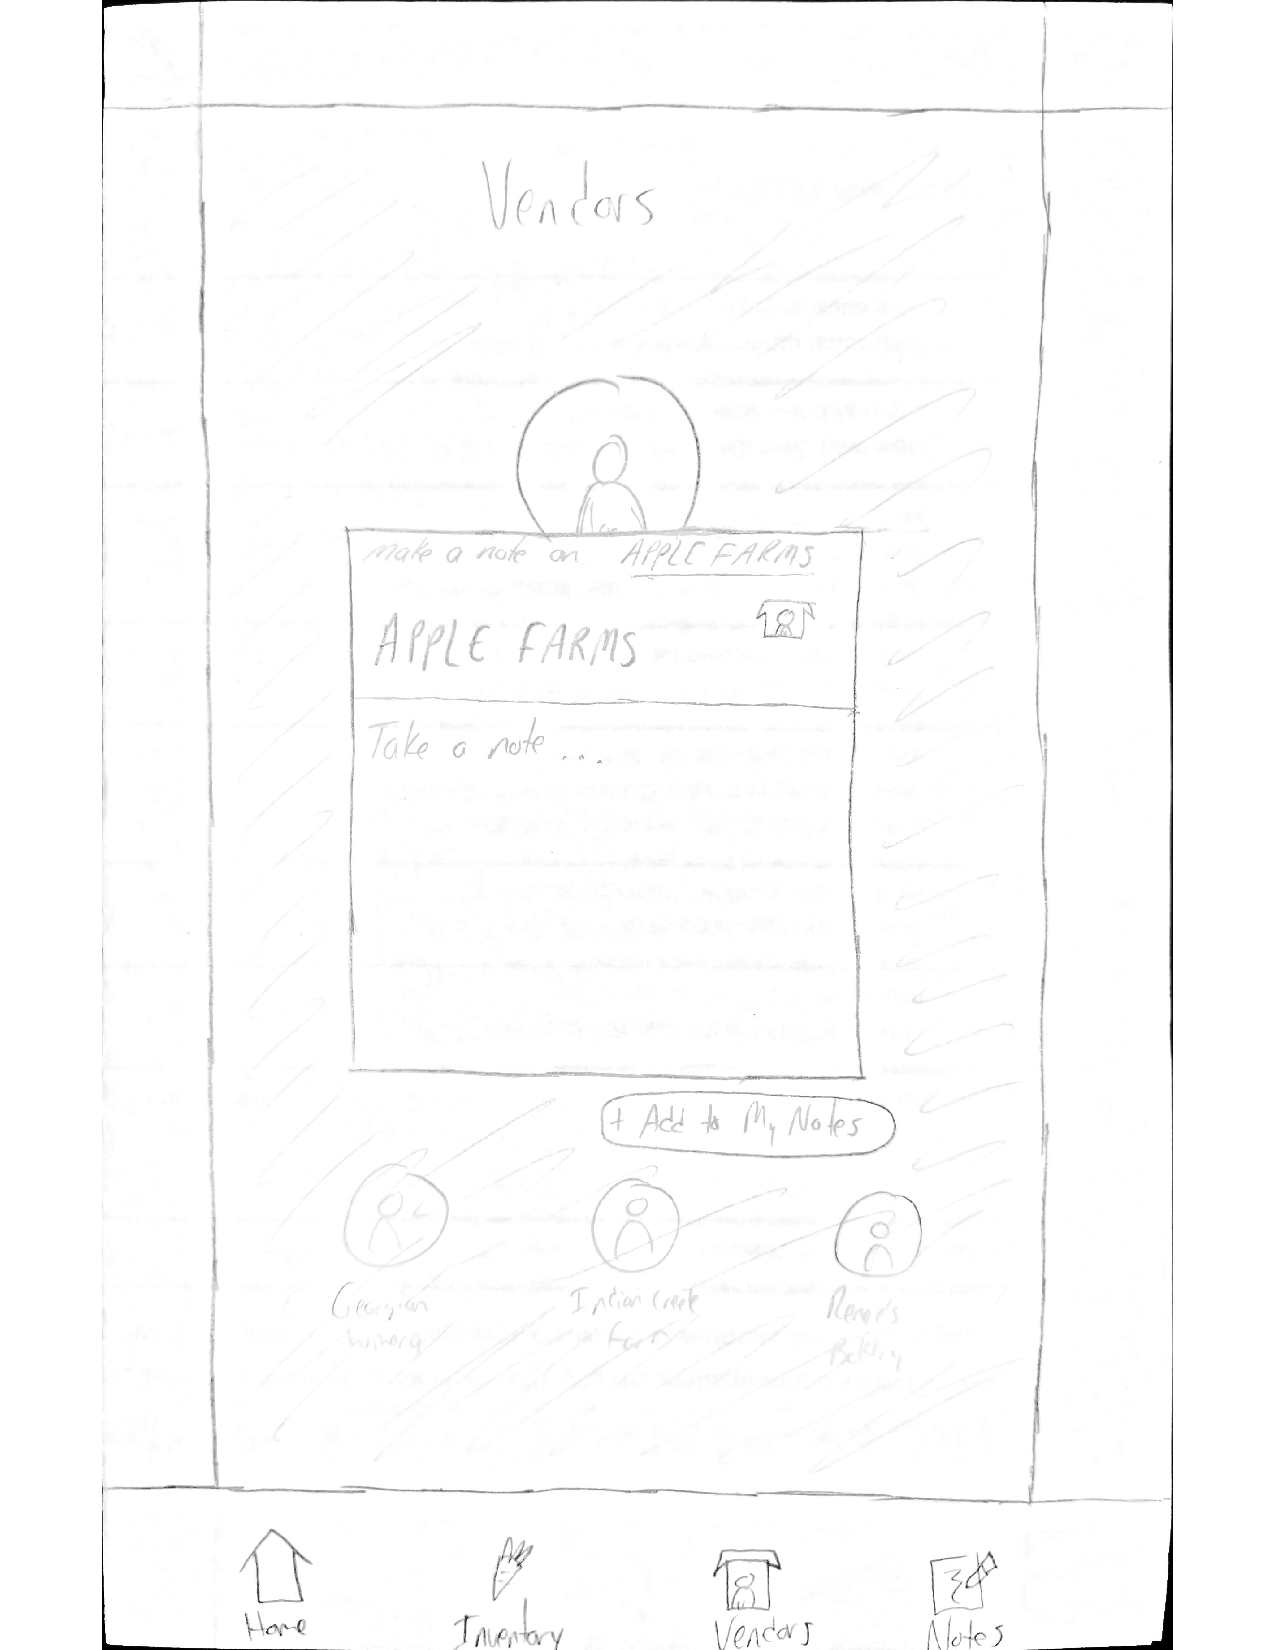 Vendors
make a note on APPLE FARMS
APPLE FARMS
Take a note ...
+ Add to My Notes
Georgian
Winery
Indian Creek
Farm
Renee's
Bakery
Home
Inventory
Vendors
Notes